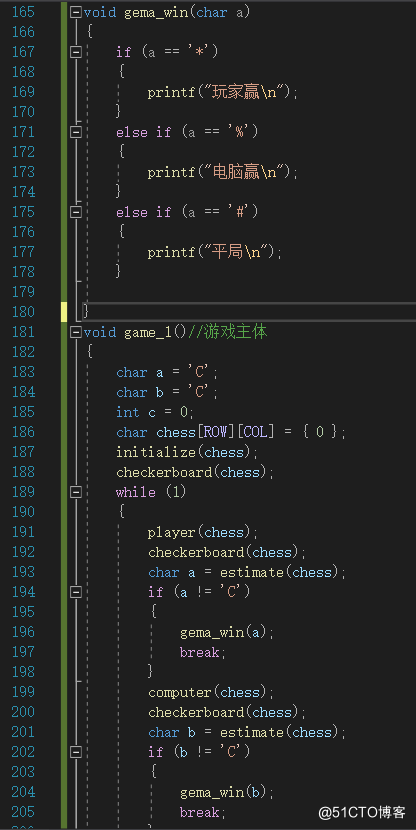 165 void gema_win(char a)
166 {
167 if (a == '*')
168 {
169 printf("玩家赢\n");
170 }
171 else if (a == '%')
172 {
173 printf("电脑赢\n");
174 }
175 else if (a == '#')
176 {
177 printf("平局\n");
178 }
179
180 }
181 void game_1()//游戏主体
182 {
183 char a = 'C';
184 char b = 'C';
185 int c = 0;
186 char chess[ROW][COL] = { 0 };
187 initialize(chess);
188 checkerboard(chess);
189 while (1)
190 {
191 player(chess);
192 checkerboard(chess);
193 char a = estimate(chess);
194 if (a != 'C')
195 {
196 gema_win(a);
197 break;
198 }
199 computer(chess);
200 checkerboard(chess);
201 char b = estimate(chess);
202 if (b != 'C')
203 {
204 gema_win(b);
205 break;
@51CTO博客